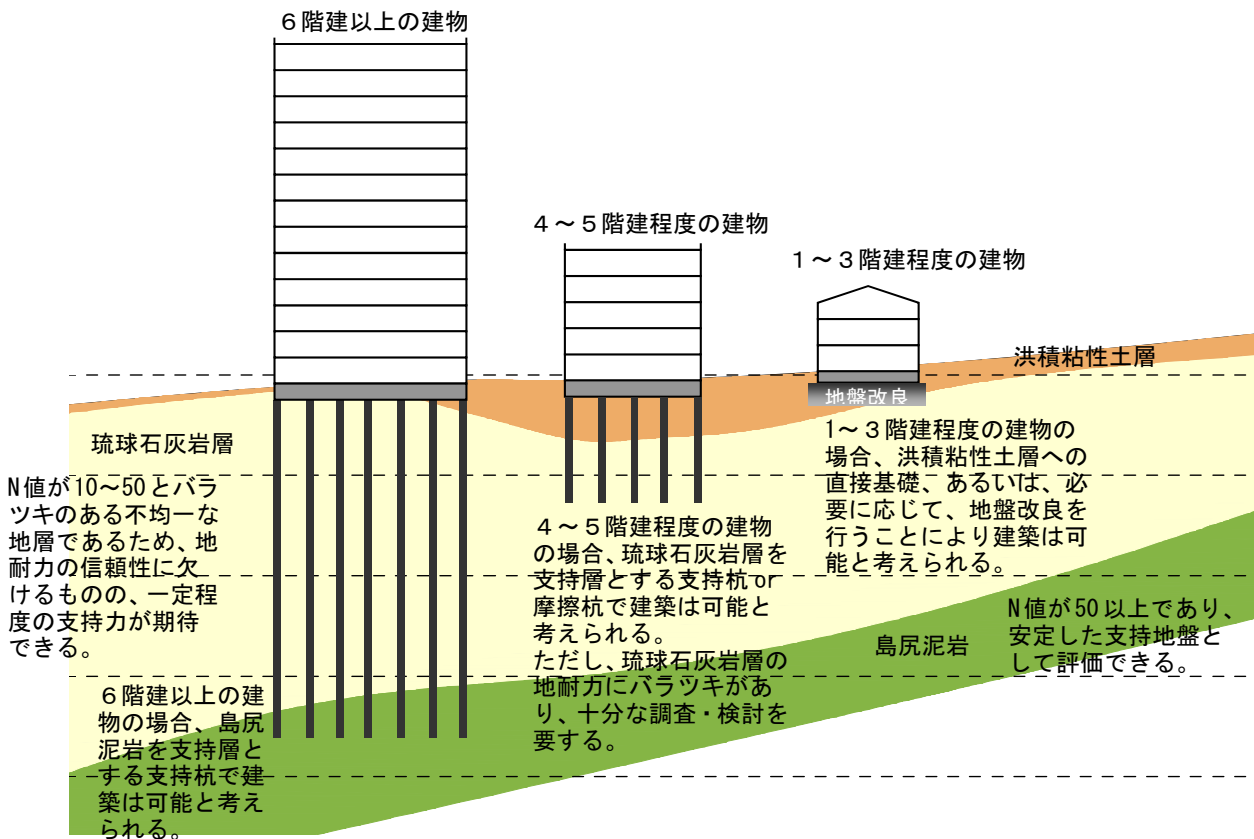 ６階建以上の建物
４～５階建程度の建物
１～３階建程度の建物
洪積粘性土層
地盤改良
琉球石灰岩層
N値が10～50とバラ
ツキのある不均一な
地層であるため、地
耐力の信頼性に欠
けるものの、一定程
度の支持力が期待
できる。
1～３階建程度の建物の
場合、洪積粘性土層への
直接基礎、あるいは、必
要に応じて、地盤改良を
行うことにより建築は可
能と考えられる。
４～５階建程度の建物
の場合、琉球石灰岩層を
支持層とする支持杭or
摩擦杭で建築は可能と
考えられる。
ただし、琉球石灰岩層の
地耐力にバラツキがあ
り、十分な調査・検討を
要する。
N値が50以上であり、
安定した支持地盤と
して評価できる。
島尻泥岩
６階建以上の建
物の場合、島尻
泥岩を支持層と
する支持杭で建
築は可能と考え
られる。